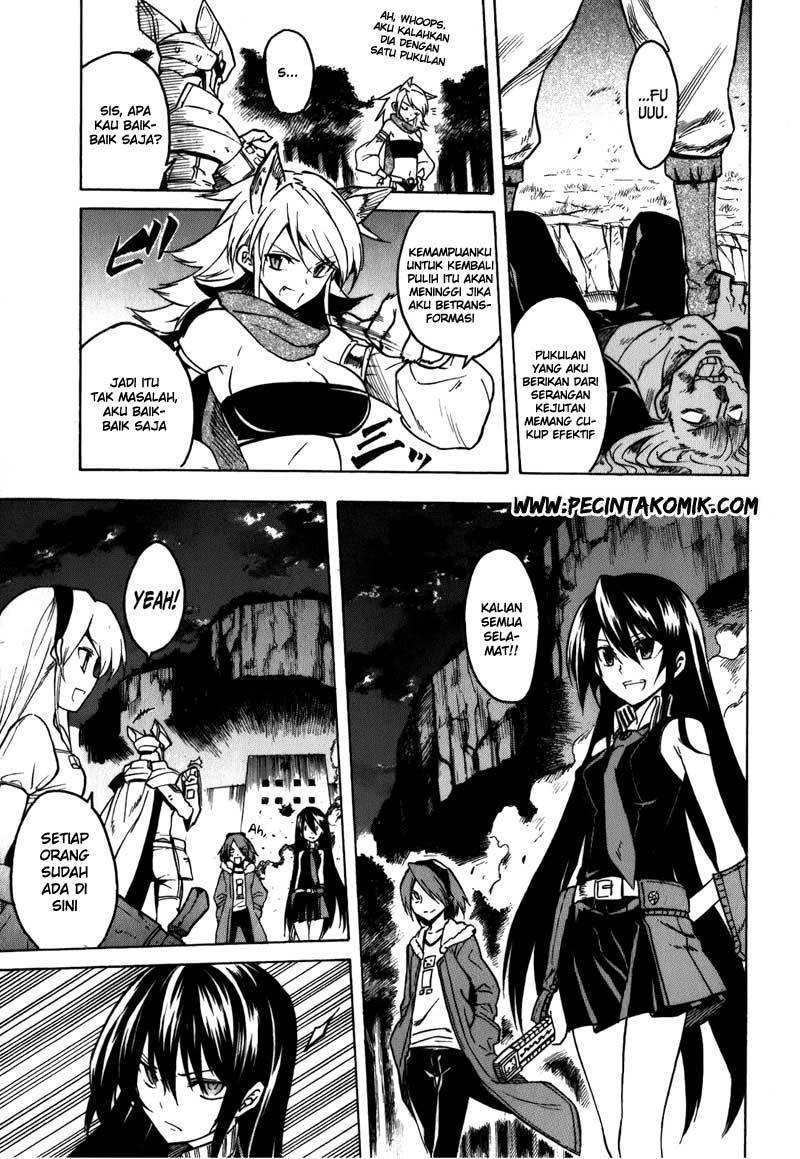 ...FU
UUU.
PUKULAN
YANG AKU
BERIKAN DARI
SERANGAN
KEJUTAN
MEMANG CU-
KUP EFEKTIF
AH, WHOOPS.
AKU KALAHKAN
DIA DENGAN
SATU PUKULAN
S...
SIS, APA
KAU BAIK-
BAIK SAJA?
KEMAMPUANKU
UNTUK KEMBALI
PULIH ITU AKAN
MENINGGI JIKA
AKU BETRANS-
FORMASI
JADI ITU
TAK MASALAH,
AKU BAIK-
BAIK SAJA
WWW.PECINTAKOMIK.COM
KALIAN
SEMUA
SELA-
MAT!!
YEAH!
Ah,
SETIAP
ORANG
SUDAH
ADA DI
SINI